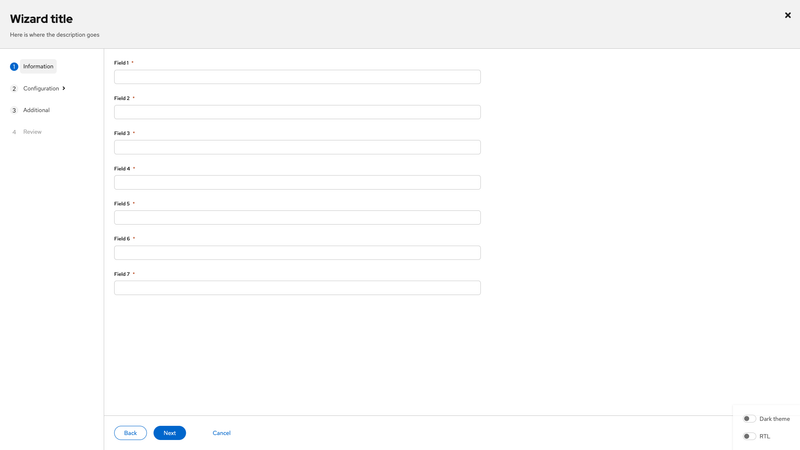 Wizard title
Here is where the description goes
1 Information
2 Configuration
3 Additional
4 Review
Field 1 *
Field 2 *
Field 3 *
Field 4 *
Field 5 *
Field 6 *
Field 7 *
Back Next Cancel
Dark theme
RTL